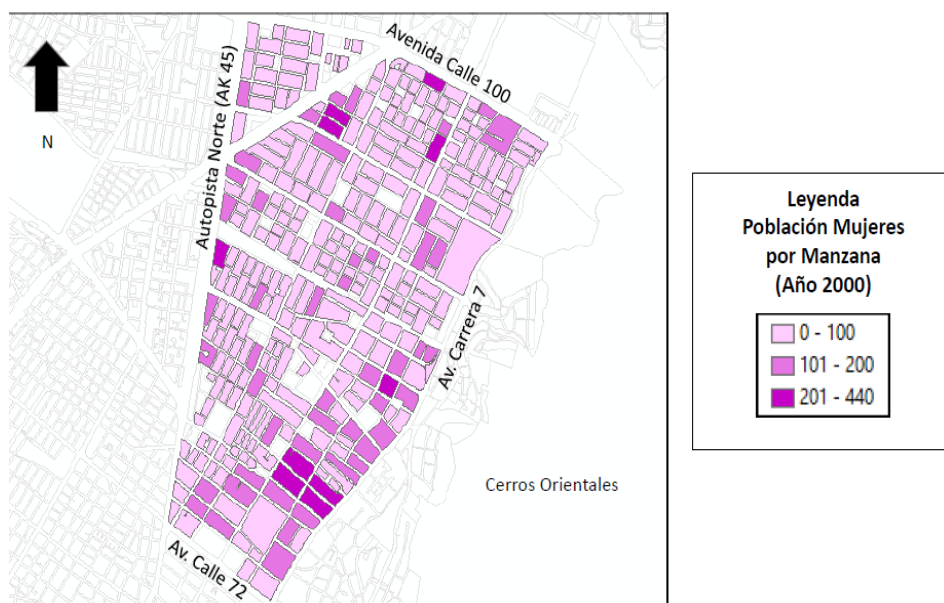 Avenida Calle 100
Autopista Norte (AK 45)
N
Av. Carrera 7
Cerros Orientales
Av. Calle 72
Leyenda
Población Mujeres
por Manzana
(Año 2000)
0 - 100
101 - 200
201 - 440